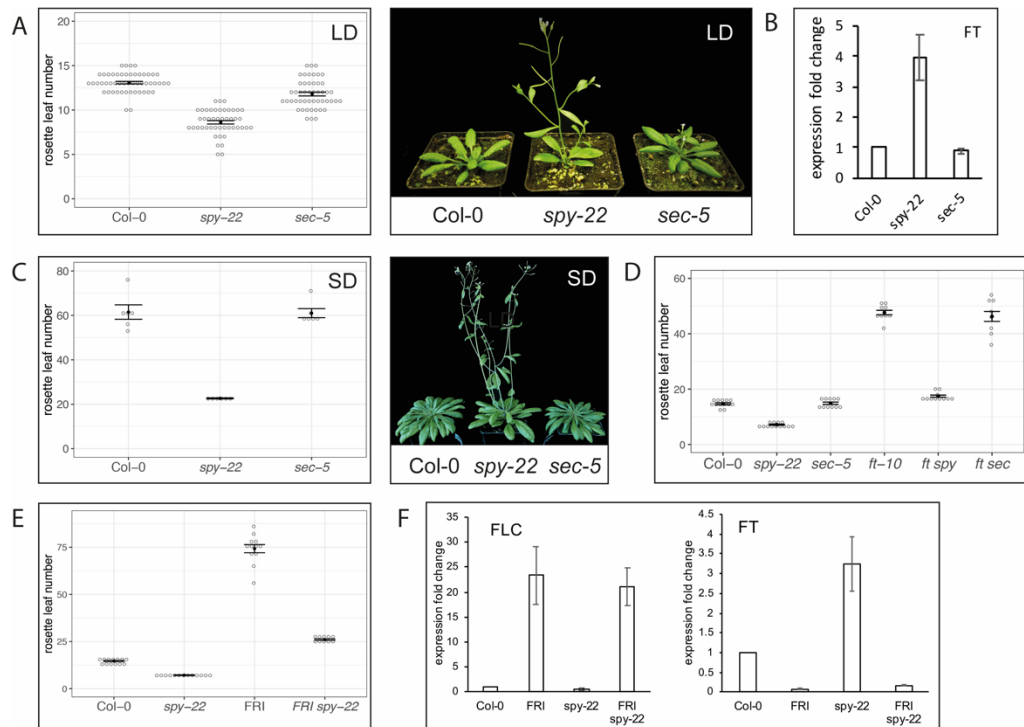 A
LD
rosette leaf number
20
15
10
5
0
Col-0
spy-22
sec-5
LD
Col-0
spy-22
sec-5
B
FT
expression fold change
5
4
3
2
1
0
Col-0
spy-22
sec-5
C
SD
rosette leaf number
80
60
40
20
0
Col-0
spy-22
sec-5
SD
LD
Col-0
spy-22
sec-5
D
rosette leaf number
60
40
20
0
Col-0
spy-22
sec-5
ft-10
ft spy
ft sec
E
rosette leaf number
75
50
25
0
Col-0
spy-22
FRI
FRI spy-22
F
FLC
expression fold change
35
30
25
20
15
10
5
0
Col-0
FRI
spy-22
FRI
spy-22
FT
expression fold change
4.5
4
3.5
3
2.5
2
1.5
1
0.5
0
Col-0
FRI
spy-22
FRI
spy-22